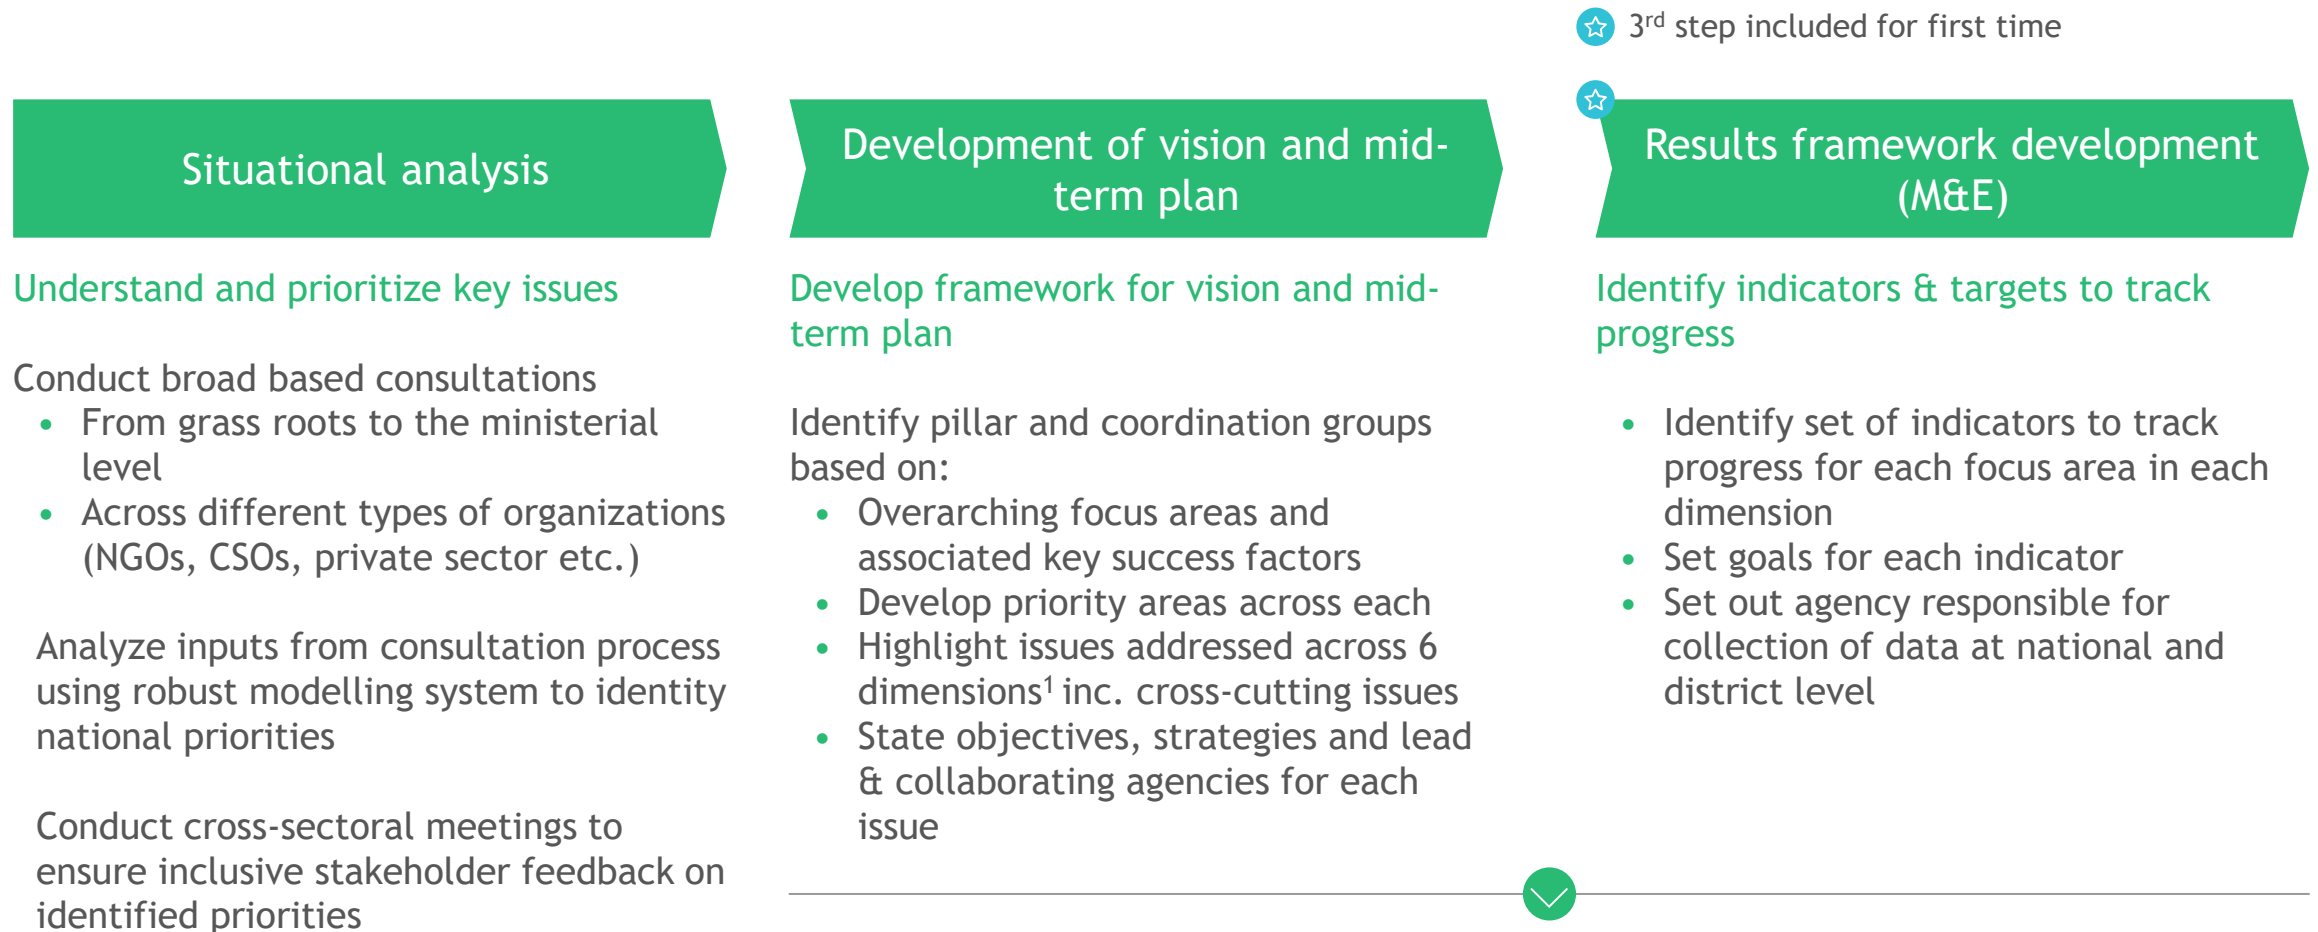 3rd step included for first time
Situational analysis
Understand and prioritize key issues
Conduct broad based consultations
• From grass roots to the ministerial
level
• Across different types of organizations
(NGOs, CSOs, private sector etc.)
Analyze inputs from consultation process
using robust modelling system to identity
national priorities
Conduct cross-sectoral meetings to
ensure inclusive stakeholder feedback on
identified priorities
Development of vision and mid-
term plan
Develop framework for vision and mid-
term plan
Identify pillar and coordination groups
based on:
• Overarching focus areas and
associated key success factors
• Develop priority areas across each
• Highlight issues addressed across 6
dimensions1 inc. cross-cutting issues
• State objectives, strategies and lead
& collaborating agencies for each
issue
Results framework development
(M&E)
Identify indicators & targets to track
progress
• Identify set of indicators to track
progress for each focus area in each
dimension
• Set goals for each indicator
• Set out agency responsible for
collection of data at national and
district level